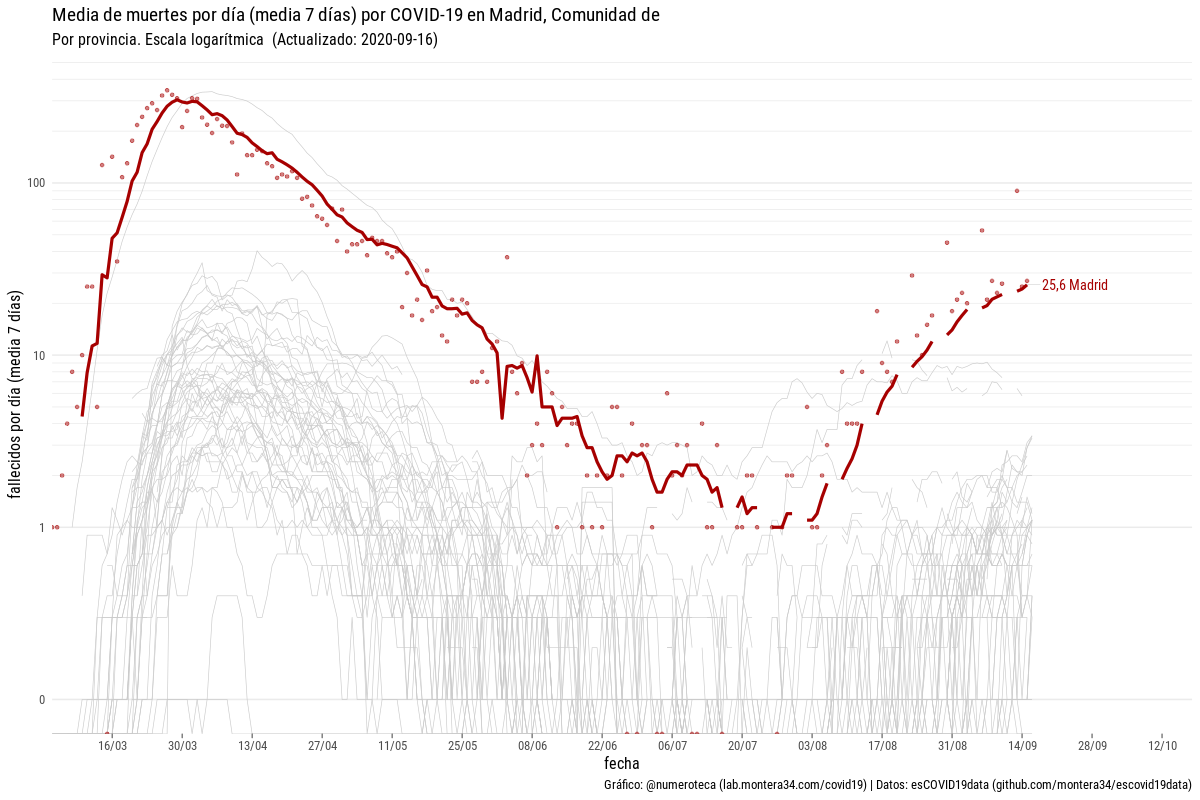 Media de muertes por día (media 7 días) por COVID-19 en Madrid, Comunidad de
Por provincia. Escala logarítmica  (Actualizado: 2020-09-16)
fallecidos por día (media  7 días)
100
10
1
0
25,6 Madrid
16/03 30/03 13/04 27/04 11/05 25/05 08/06 22/06 06/07 20/07 03/08 17/08 31/08 14/09 28/09 12/10
fecha
Gráfico: @numeroteca (lab.montera34.com/covid19) | Datos: esCOVID19data (github.com/montera34/escovid19data)